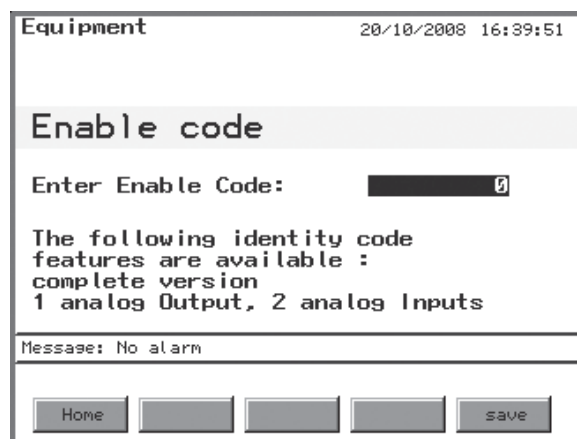 Equipment 20/10/2008 16:39:51
Enable code
Enter Enable Code: 0
The following identity code
features are available :
complete version
1 analog Output, 2 analog Inputs
Message: No alarm
Home save